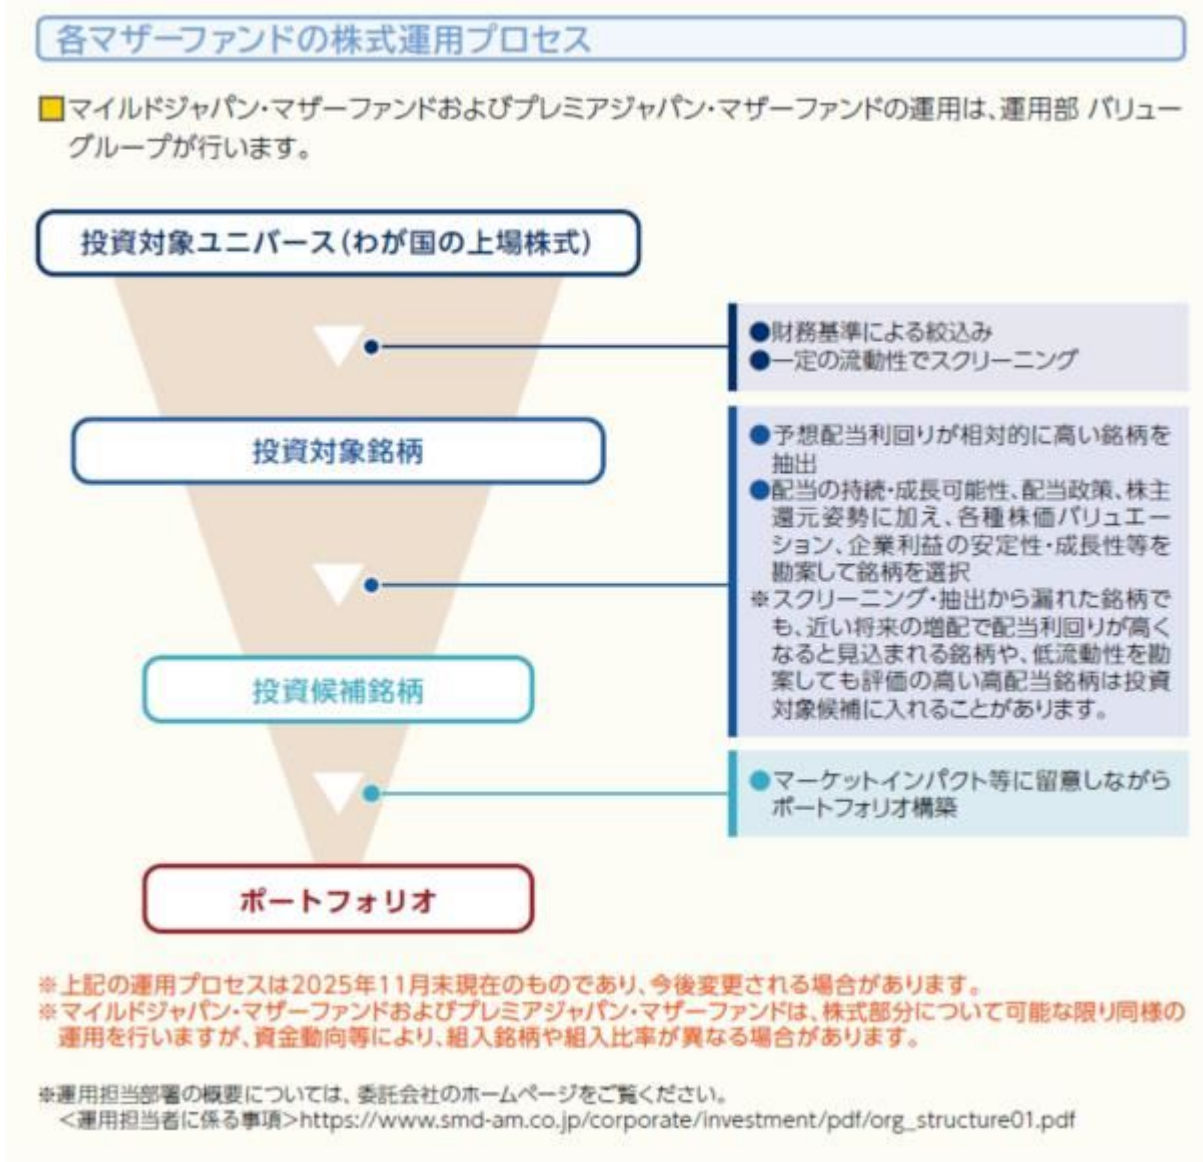 各マザーファンドの株式運用プロセス
■マイルドジャパン・マザーファンドおよびプレミアジャパン・マザーファンドの運用は、運用部 バリュー
グループが行います。
投資対象ユニバース(わが国の上場株式)
●財務基準による絞込み
●一定の流動性でスクリーニング
投資対象銘柄
●予想配当利回りが相対的に高い銘柄を
抽出
●配当の持続・成長可能性、配当政策、株主
還元姿勢に加え、各種株価バリュエー
ション、企業利益の安定性・成長性等を
勘案して銘柄を選択
※スクリーニング・抽出から漏れた銘柄で
も、近い将来の増配で配当利回りが高く
なると見込まれる銘柄や、低流動性を勘
案しても評価の高い高配当銘柄は投資
対象候補に入れることがあります。
投資候補銘柄
●マーケットインパクト等に留意しながら
ポートフォリオ構築
ポートフォリオ
※上記の運用プロセスは2025年11月末現在のものであり、今後変更される場合があります。
※マイルドジャパン・マザーファンドおよびプレミアジャパン・マザーファンドは、株式部分について可能な限り同様の
運用を行いますが、資金動向等により、組入銘柄や組入比率が異なる場合があります。
※運用担当部署の概要については、委託会社のホームページをご覧ください。
<運用担当者に係る事項>https://www.smd-am.co.jp/corporate/investment/pdf/org_structure01.pdf